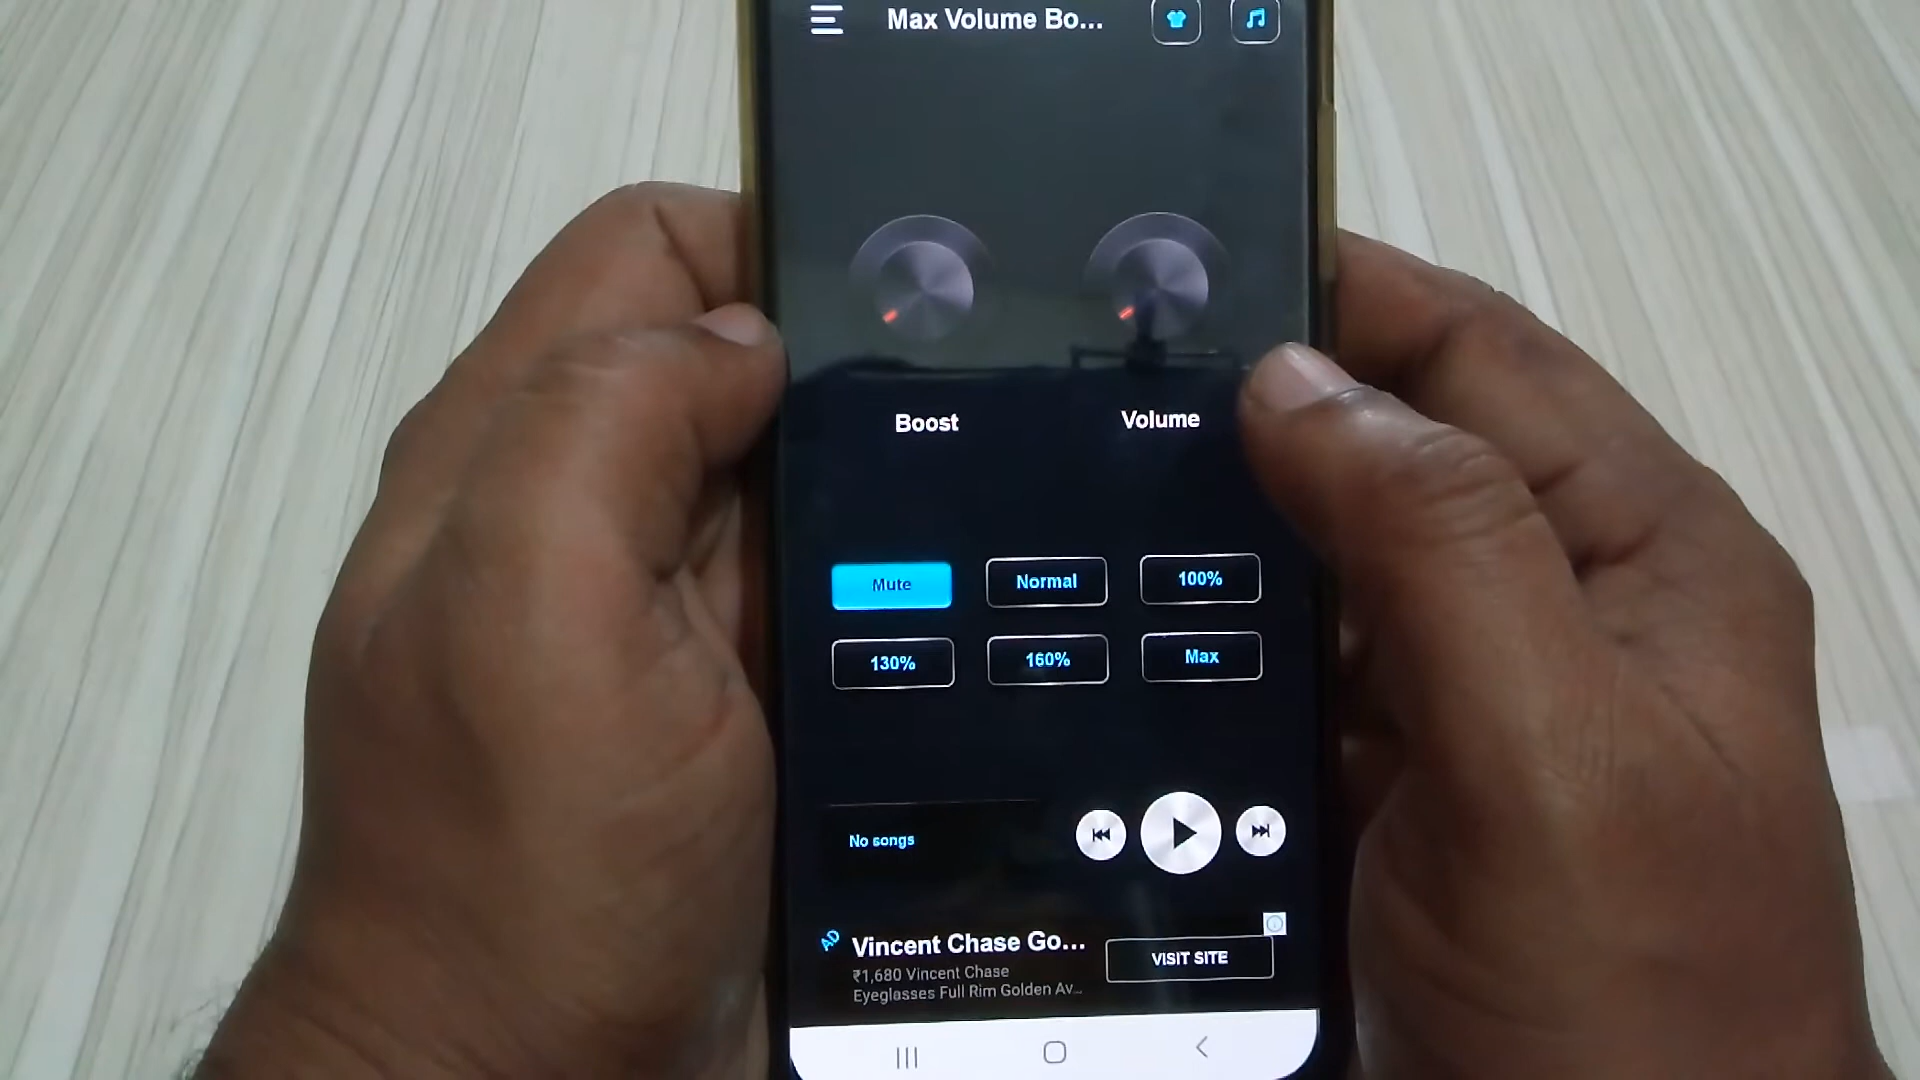 Max Volume Bo...
Boost
Volume
Mute
Normal
100%
130%
160%
Max
No songs
AD
Vincent Chase Go...
₹1,680 Vincent Chase
Eyeglasses Full Rim Golden Av...
VISIT SITE